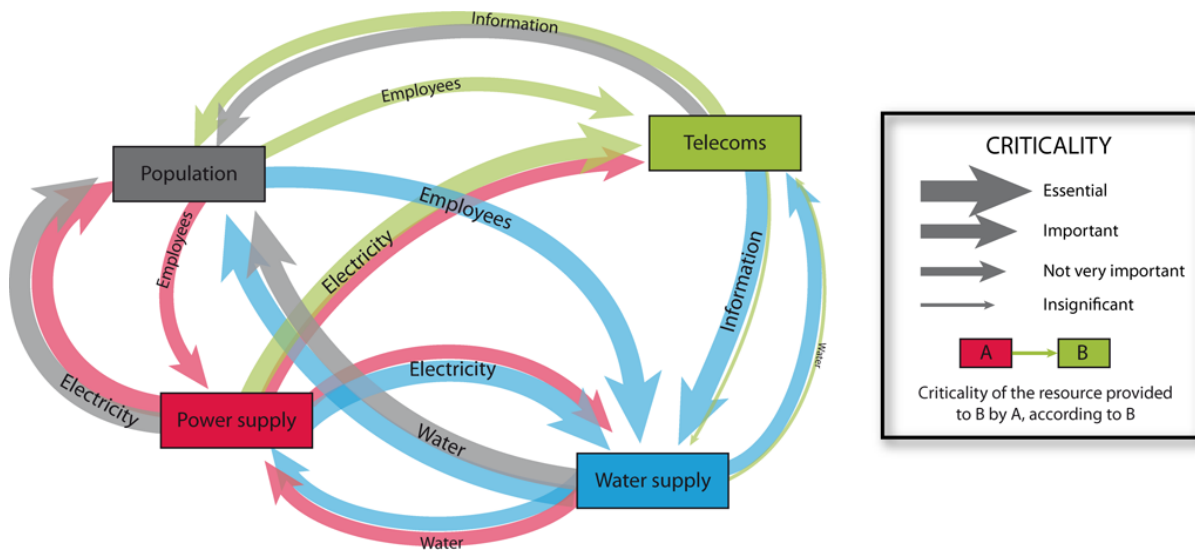 Information
Employees
Population
Telecoms
Employees
Employees
Electricity
Information
Water
Electricity
Electricity
Power supply
Water
Water supply
Water
CRITICALITY
Essential
Important
Not very important
Insignificant
A
B
Criticality of the resource provided
to B by A, according to B